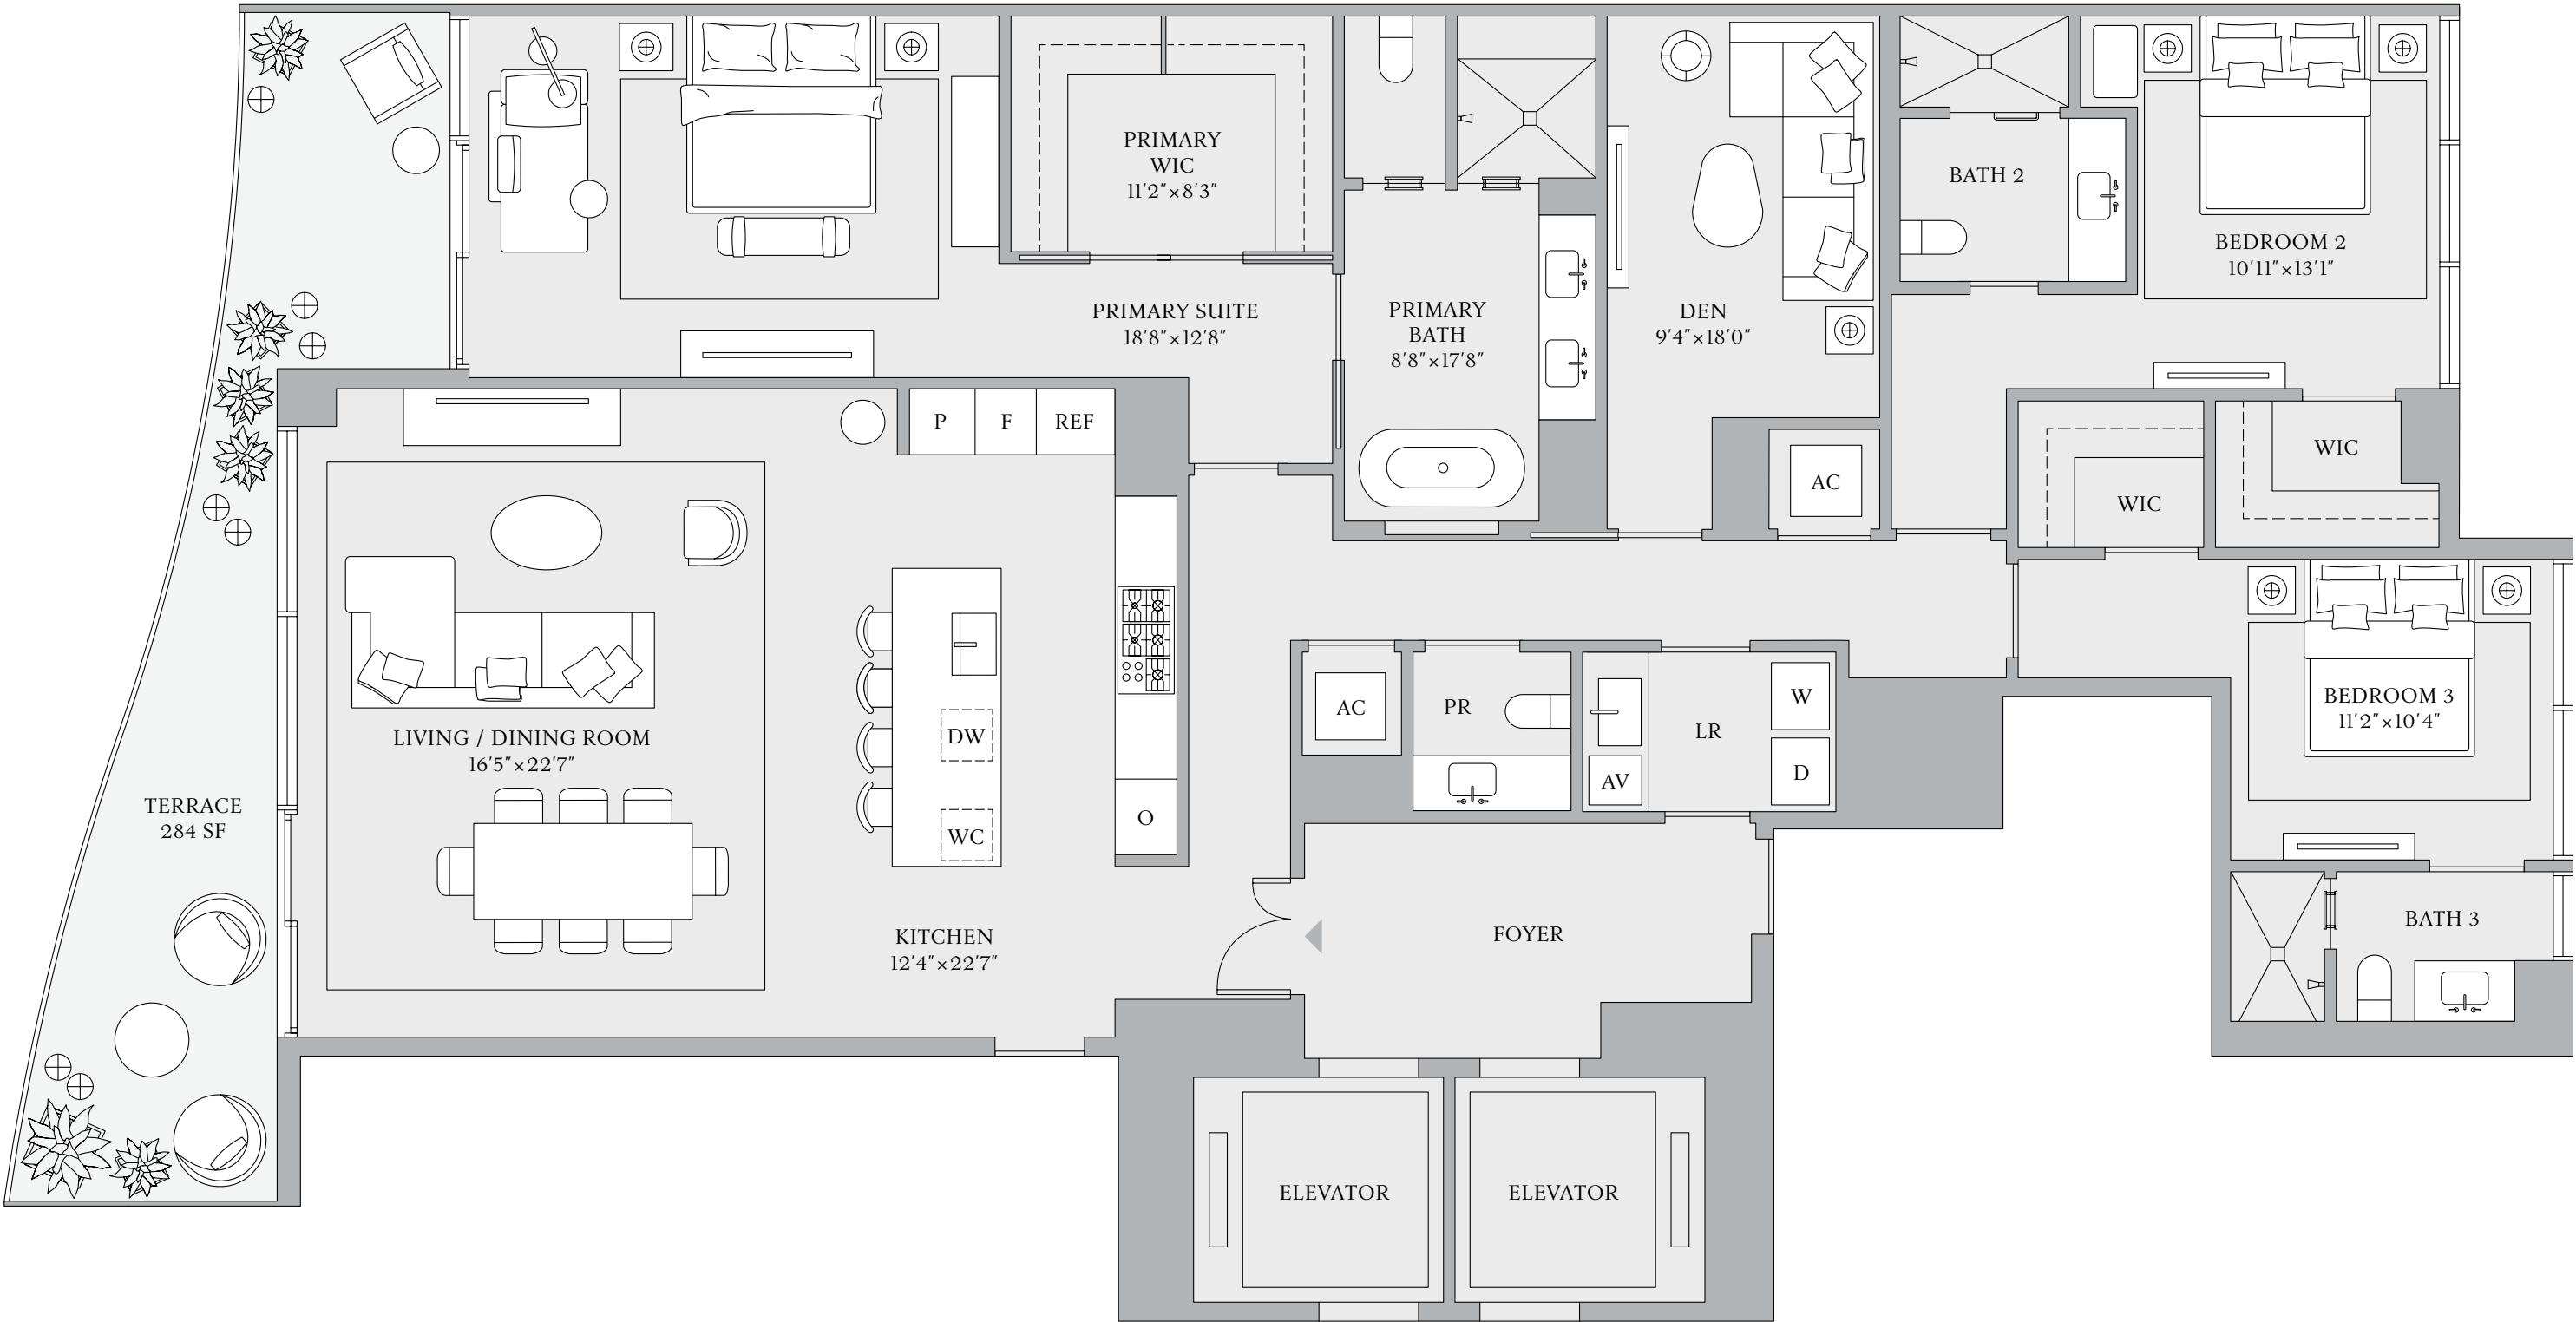 PRIMARY
WIC
11'2"×8'3"
BATH 2
BEDROOM 2
10'11"×13'1"
PRIMARY SUITE
18'8"×12'8"
PRIMARY
BATH
8'8"×17'8"
DEN
9'4"×18'0"
P
F
REF
AC
WIC
WIC
LIVING / DINING ROOM
16'5"×22'7"
DW
WC
O
AC
PR
LR
AV
W
D
BEDROOM 3
11'2"×10'4"
TERRACE
284 SF
KITCHEN
12'4"×22'7"
FOYER
BATH 3
ELEVATOR
ELEVATOR